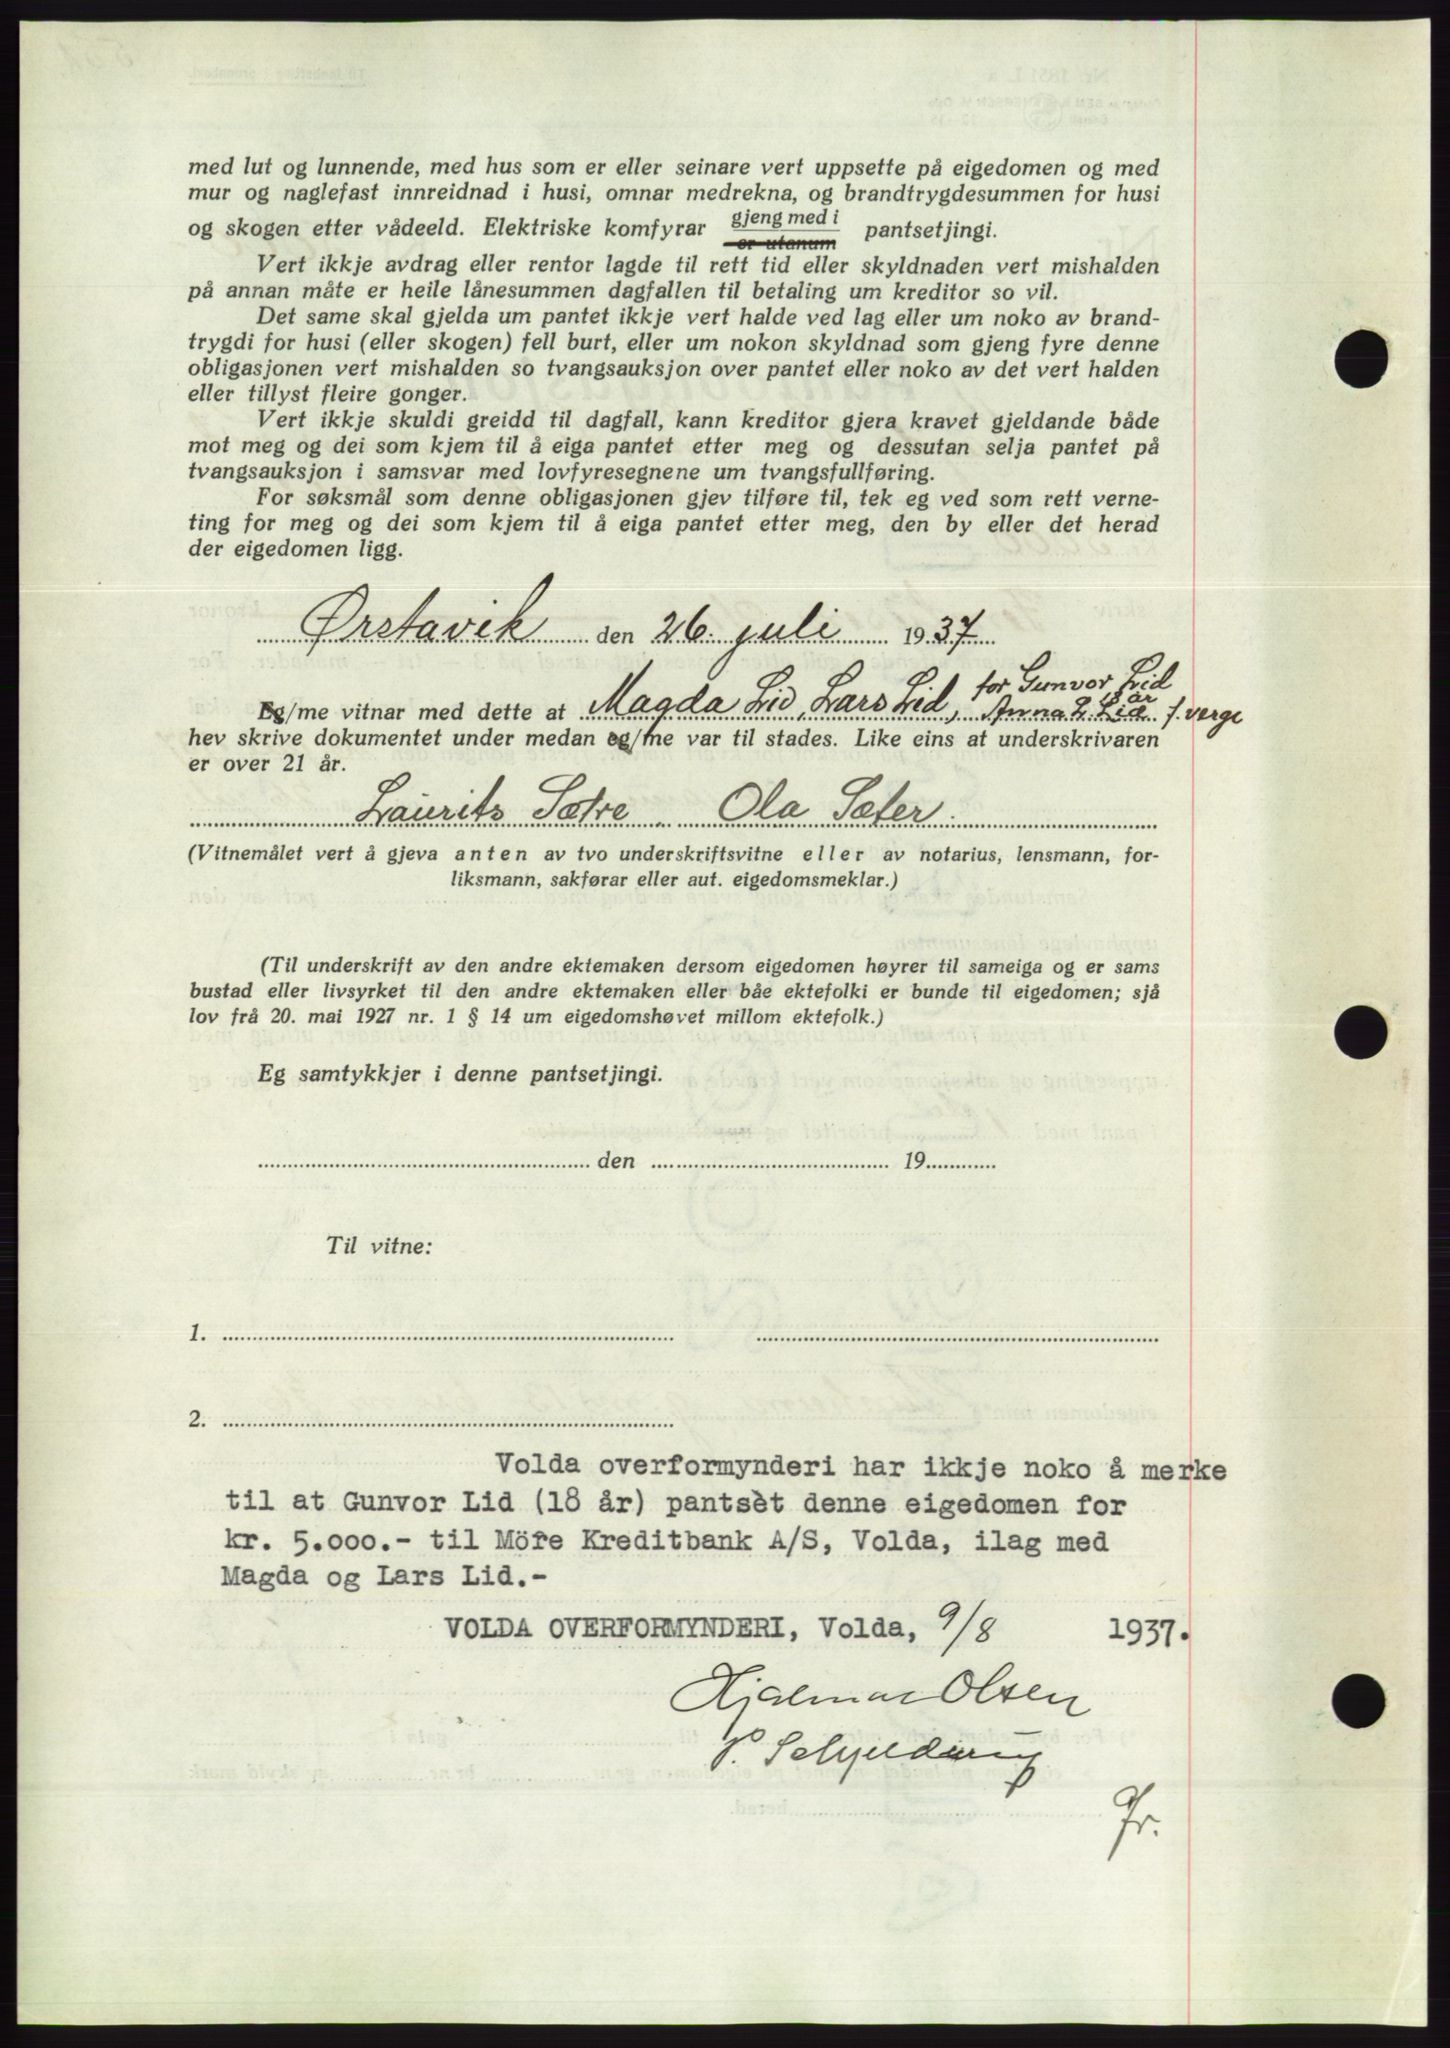 med lut og lunnende, med hus som er eller seinare vert uppsette på eigedomen og med
mur og naglefast innreidnad i husi, omnar medrekna, og brandtrygdesummen for husi
og skogen etter vådeeld. Elektriske komfyrar gjeng med i / er utanum pantsetjingi.
Vert ikkje avdrag eller rentor lagde til rett tid eller skyldnaden vert mishalden
på annan måte er heile lånesummen dagfallen til betaling um kreditor so vil.
Det same skal gjelda um pantet ikkje vert halde ved lag eller um noko av brand-
trygdi for husi (eller skogen) fell burt, eller um nokon skyldnad som gjeng fyre denne
obligasjonen vert mishalden so tvangsauksjon over pantet eller noko av det vert halden
eller tillyst fleire gonger.
Vert ikkje skuldi greidd til dagfall, kann kreditor gjera kravet gjeldande både
mot meg og dei som kjem til å eiga pantet etter meg og dessutan selja pantet på
tvangsauksjon i samsvar med lovfyresegnene um tvangsfullføring.
For søksmål som denne obligasjonen gjev tilføre til, tek eg ved som rett verne-
ting for meg og dei som kjem til å eiga pantet etter meg, den by eller det herad
der eigedomen ligg.
Ørstavik den 26. juli 1937
for Gunvor Lid
18 år
Eg/me vitnar med dette at Magda Lid, Lars Lid, Anna L. Lid f. verge
hev skrive dokumentet under medan eg/me var til stades. Like eins at underskrivaren
er over 21 år.
Laurits Sætre Ola Sæter.
(Vitnemålet vert å gjeva anten av tvo underskriftsvitne eller av notarius, lensmann, for-
liksmann, sakførar eller aut. eigedomsmeklar.)
(Til underskrift av den andre ektemaken dersom eigedomen høyrer til sameiga og er sams
bustad eller livsyrket til den andre ektemaken eller båe ektefolki er bunde til eigedomen; sjå
lov frå 20. mai 1927 nr. 1 § 14 um eigedomshøvet millom ektefolk.)
Eg samtykkjer i denne pantsetjingi.
den 19
Til vitne:
1.
2.
Volda overformynderi har ikkje noko å merke
til at Gunvor Lid (18 år) pantsèt denne eigedomen for
kr. 5.000.- til Möre Kreditbank A/S, Volda, ilag med
Magda og Lars Lid.-
VOLDA OVERFORMYNDERI, Volda, 9/8 1937.
Hjalmar Olsen
P. Schjelderup